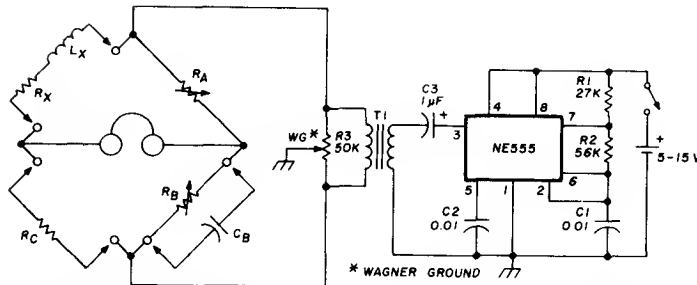 LX
RX
RA
RB
RC
CB
WG*
R3
50K
T1
C3
1µF
+
3
4
8
7
NE555
6
5
1
2
R1
27K
R2
56K
+
5-15V
C2
0.01
C1
0.01
* WAGNER GROUND